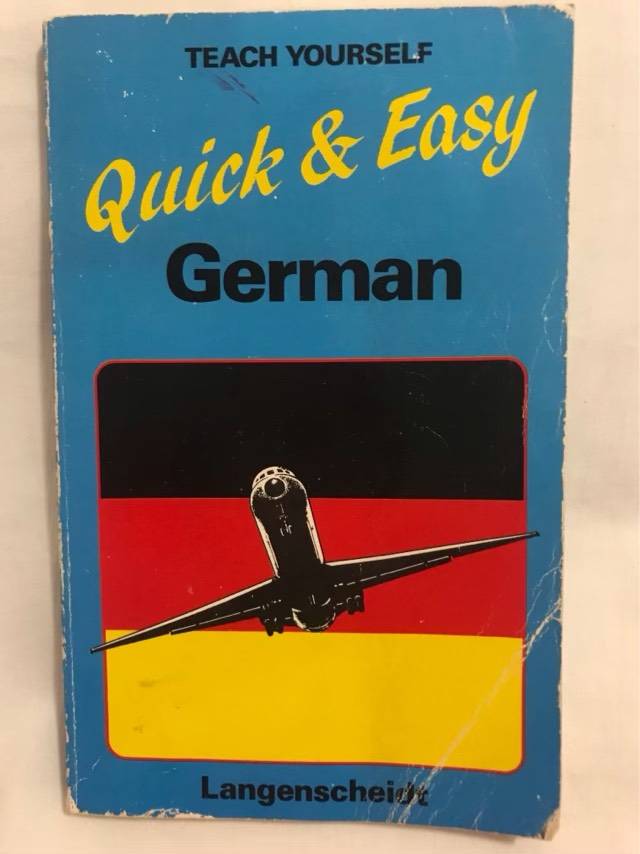 TEACH YOURSELF
Quick & Easy
German
Langenscheidt